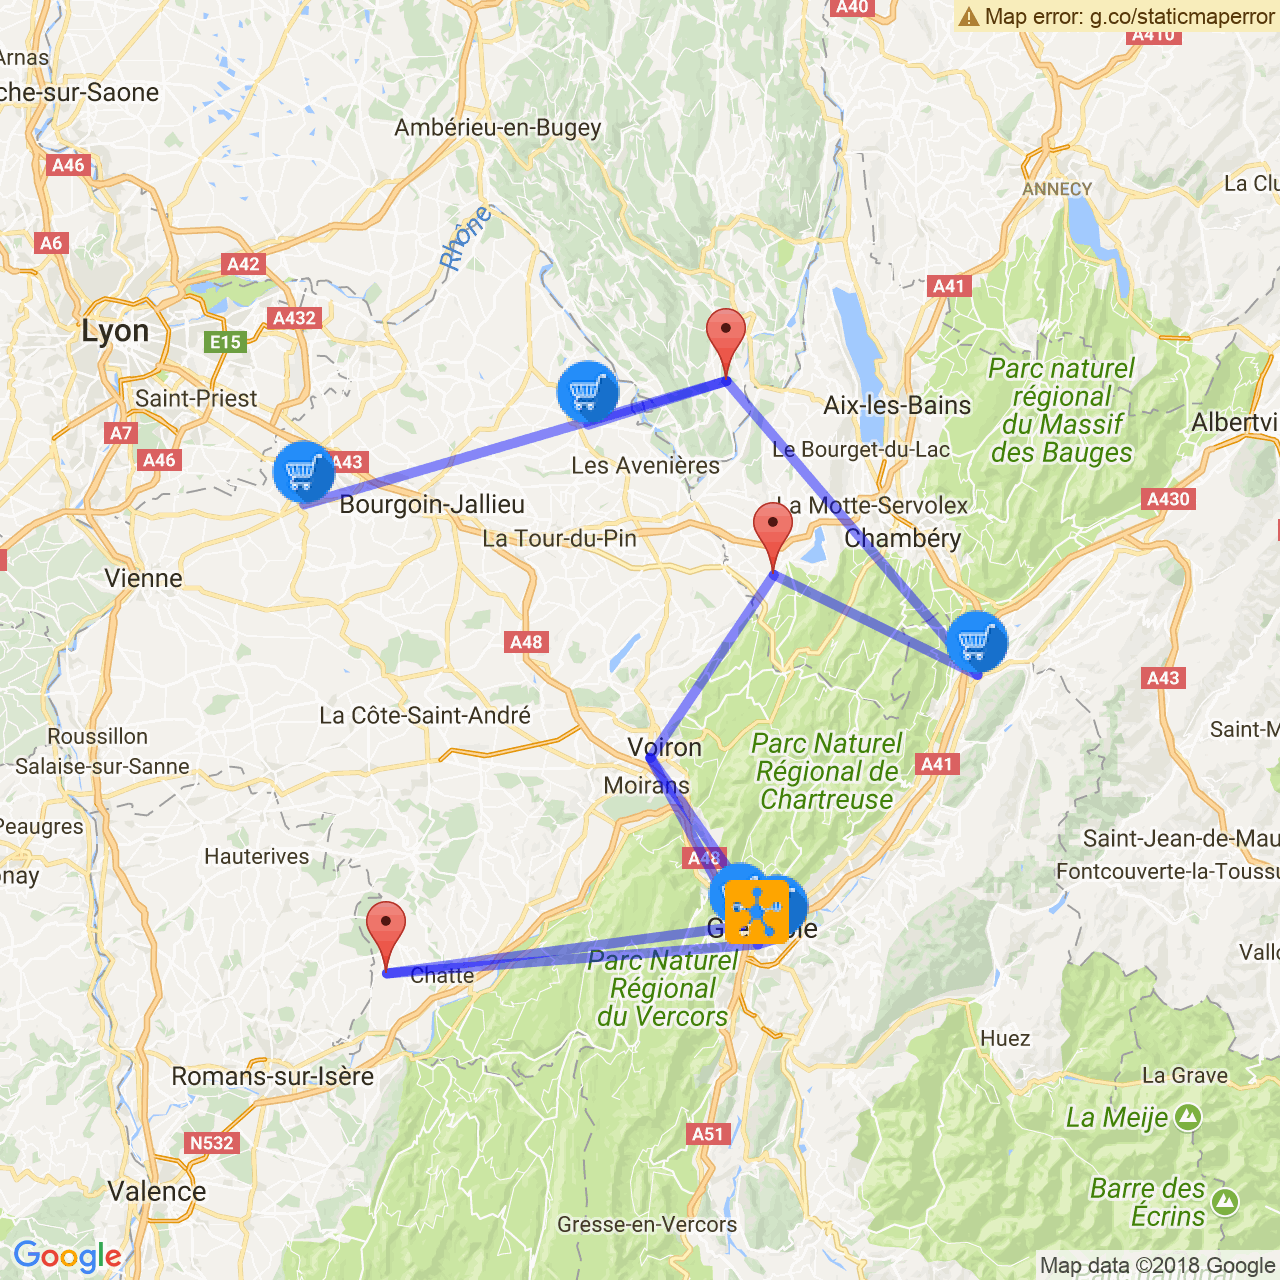 A40
Map error: g.co/staticmaperror
A410
Arnas
che-sur-Saone
Ambérieu-en-Bugey
A46
ANNECY
La Clu
Rhône
A6
A42
A41
A432
Lyon
E15
Parc naturel
régional
du Massif
des Bauges
Saint-Priest
Aix-les-Bains
Albertvi
A7
A46
A43
Les Avenières
Le Bourget-du-Lac
A430
Bourgoin-Jallieu
La Motte-Servolex
La Tour-du-Pin
Chambéry
Vienne
A48
A43
La Côte-Saint-André
Roussillon
Salaise-sur-Sanne
Voiron
Moirans
Parc Naturel
Régional de
Chartreuse
A41
Saint-M
Peaugres
Hauterives
A48
Saint-Jean-de-Mau
Fontcouverte-la-Toussu
nay
Chatte
Parc Naturel
Régional
du Vercors
Vallo
Huez
Romans-sur-Isère
La Grave
La Meije
N532
A51
Valence
Barre des
Écrins
Gresse-en-Vercors
Google
Map data ©2018 Google